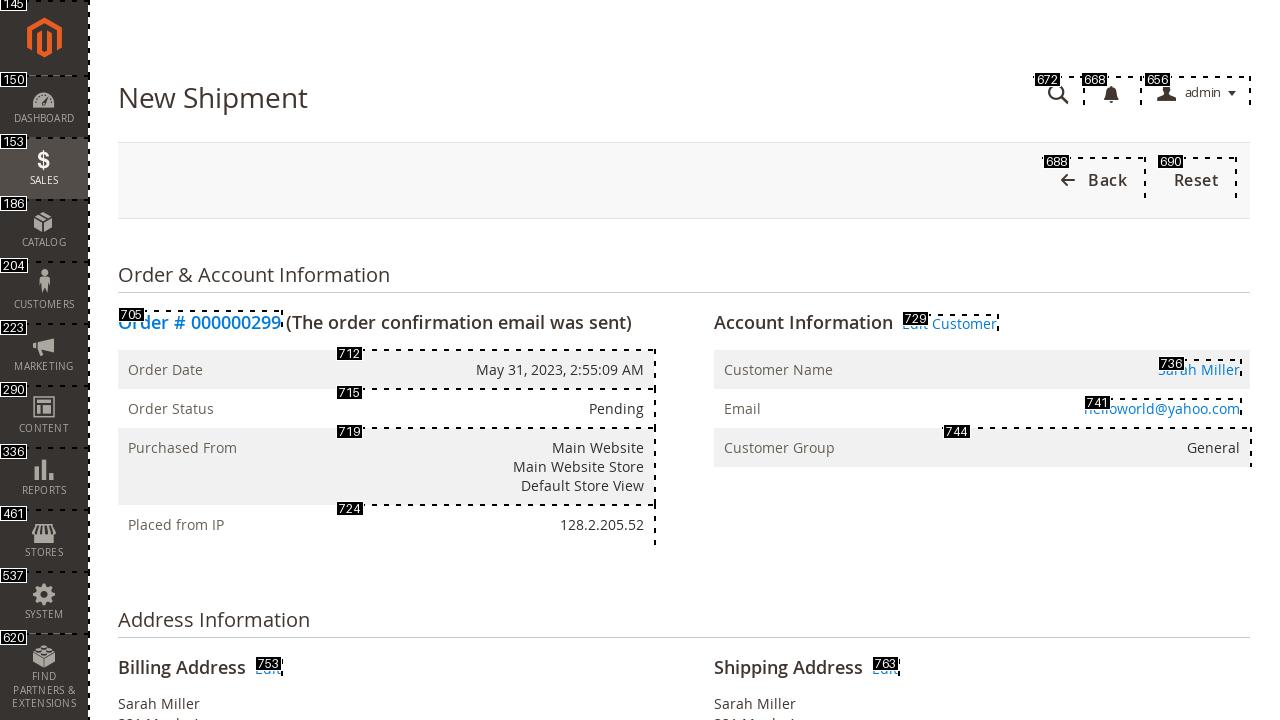 145
150
DASHBOARD
153
SALES
186
CATALOG
204
CUSTOMERS
223
MARKETING
290
CONTENT
336
REPORTS
461
STORES
537
SYSTEM
620
FIND
PARTNERS &
EXTENSIONS
New Shipment
672
668
656
admin
688
Back
690
Reset
Order & Account Information
705
Order # 000000299 (The order confirmation email was sent)
712
Order Date May 31, 2023, 2:55:09 AM
715
Order Status Pending
719
Purchased From Main Website
Main Website Store
Default Store View
724
Placed from IP 128.2.205.52
Account Information
729
Edit Customer
736
Customer Name Sarah Miller
741
Email helloworld@yahoo.com
744
Customer Group General
Address Information
Billing Address
753
Edit
Sarah Miller
Shipping Address
763
Edit
Sarah Miller